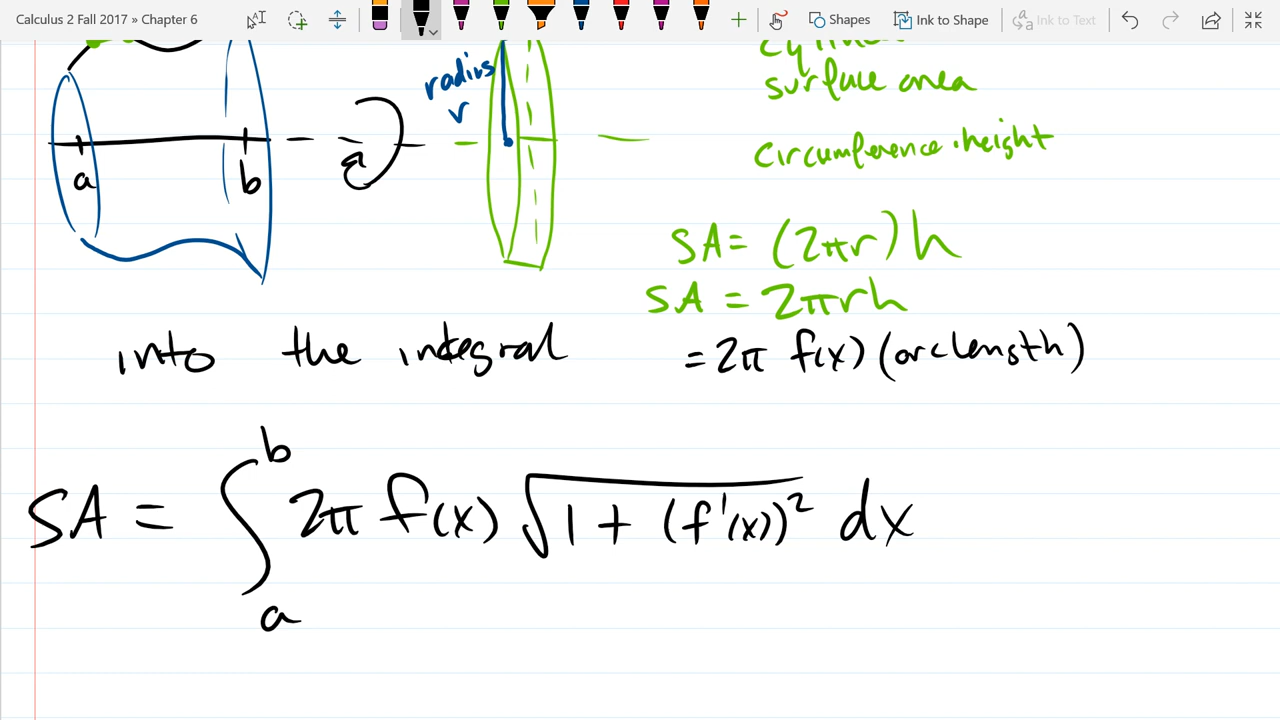 Calculus 2 Fall 2017 » Chapter 6
Shapes
Ink to Shape
Ink to Text
surface area
radius
r
circumference · height
a
b
a
SA = (2πr)h
SA = 2πrh
into the integral
= 2π f(x) (arclength)
SA = ∫_a^b 2π f(x) √(1 + (f'(x))²) dx